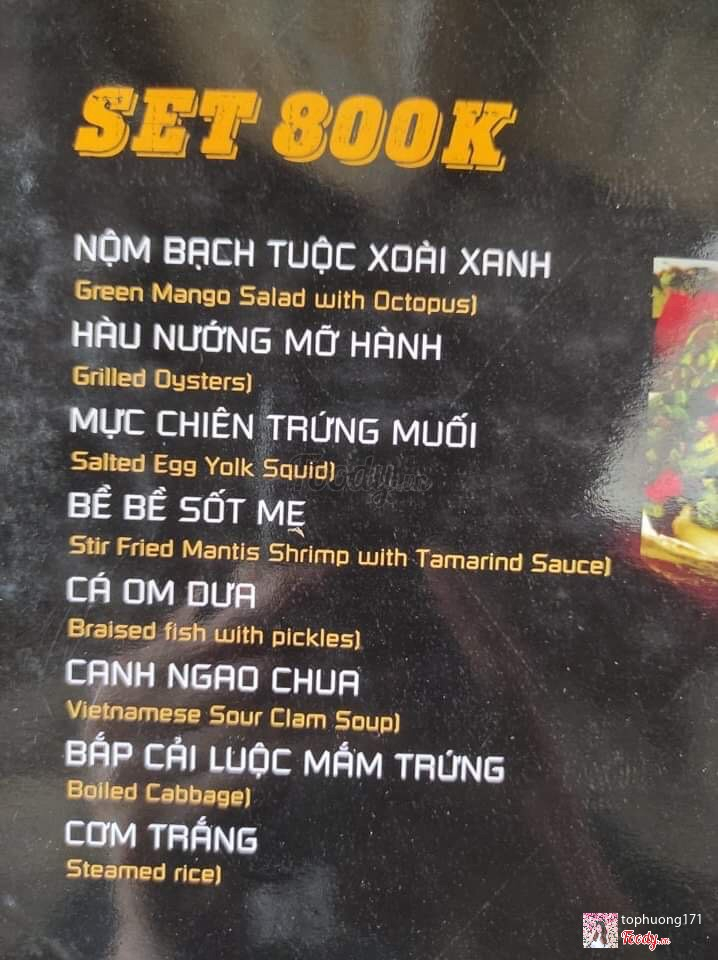 SET 800K
NỘM BẠCH TUỘC XOÀI XANH
Green Mango Salad with Octopus)
HÀU NƯỚNG MỠ HÀNH
Grilled Oysters)
MỰC CHIÊN TRỨNG MUỐI
Salted Egg Yolk Squid)
BỀ BỀ SỐT MẸ
Stir Fried Mantis Shrimp with Tamarind Sauce)
CÁ OM DƯA
Braised fish with pickles)
CANH NGAO CHUA
Vietnamese Sour Clam Soup)
BẮP CẢI LUỘC MẮM TRỨNG
Boiled Cabbage)
CƠM TRẮNG
Steamed rice)
tophuong171
Foody.vn